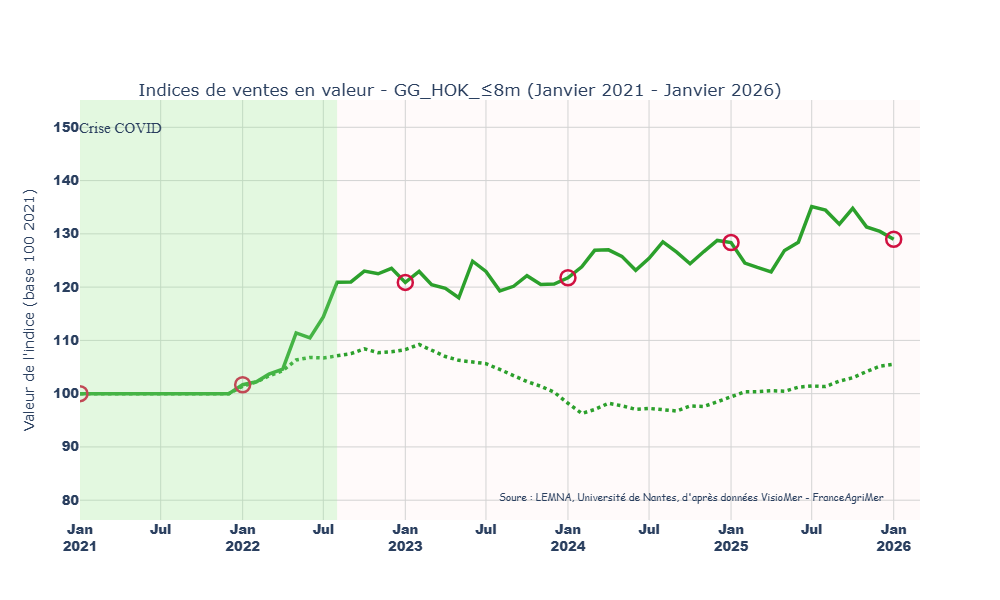 Indices de ventes en valeur - GG_HOK_≤8m (Janvier 2021 - Janvier 2026)
Valeur de l'indice (base 100 2021)
150
Crise COVID
140
130
120
110
100
90
80
Soure : LEMNA, Université de Nantes, d'après données VisioMer - FranceAgriMer
Jan Jul Jan Jul Jan Jul Jan Jul Jan Jul Jan
2021 2022 2023 2024 2025 2026